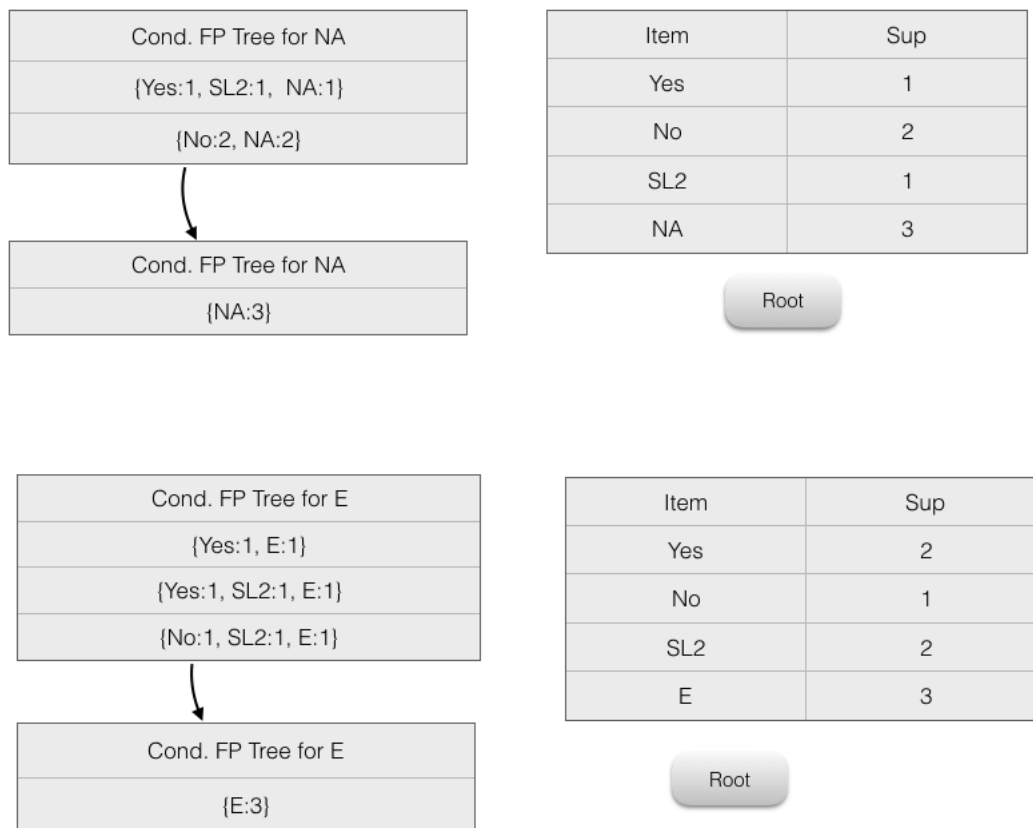 Cond. FP Tree for NA
{Yes:1, SL2:1, NA:1}
{No:2, NA:2}
Cond. FP Tree for NA
{NA:3}
Item Sup
Yes 1
No 2
SL2 1
NA 3
Root
Cond. FP Tree for E
{Yes:1, E:1}
{Yes:1, SL2:1, E:1}
{No:1, SL2:1, E:1}
Cond. FP Tree for E
{E:3}
Item Sup
Yes 2
No 1
SL2 2
E 3
Root